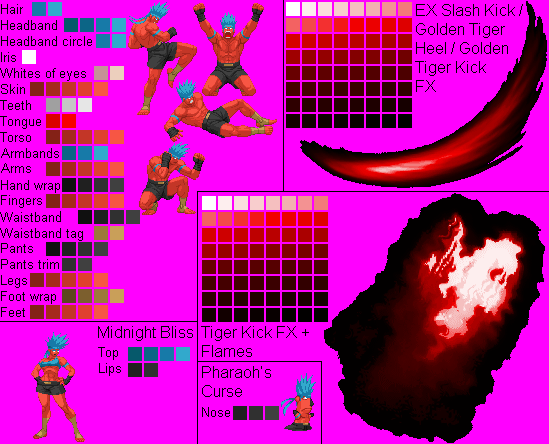 Hair
Headband
Headband circle
Iris
Whites of eyes
Skin
Teeth
Tongue
Torso
Armbands
Arms
Hand wrap
Fingers
Waistband
Waistband tag
Pants
Pants trim
Legs
Foot wrap
Feet
EX Slash Kick /
Golden Tiger
Heel / Golden
Tiger Kick
FX
Midnight Bliss
Top
Lips
Tiger Kick FX +
Flames
Pharaoh's
Curse
Nose